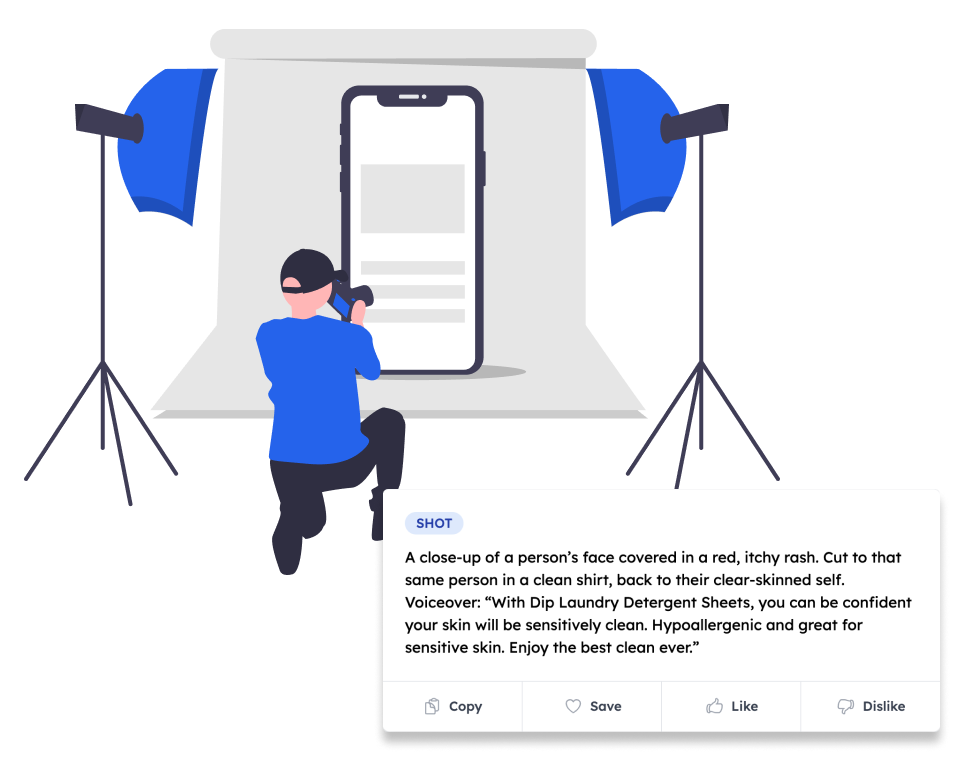 SHOT
A close-up of a person’s face covered in a red, itchy rash. Cut to that
same person in a clean shirt, back to their clear-skinned self.
Voiceover: “With Dip Laundry Detergent Sheets, you can be confident
your skin will be sensitively clean. Hypoallergenic and great for
sensitive skin. Enjoy the best clean ever.”
Copy Save Like Dislike